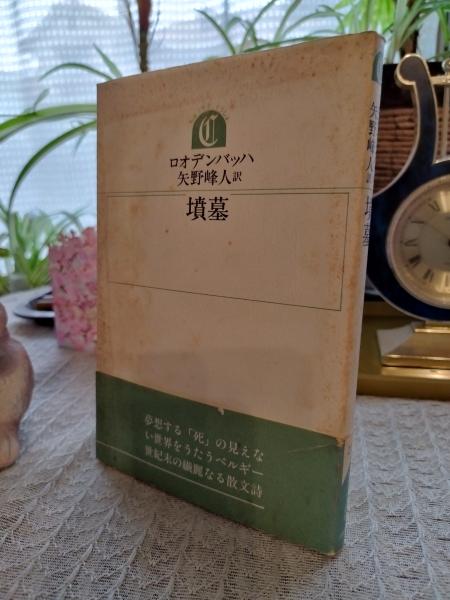 C
ロオデンバッハ
矢野峰人訳
墳墓
夢想する「死」の見えな
い世界をうたうベルギー
世紀末の繊麗なる散文詩
矢野峰人訳
墳墓